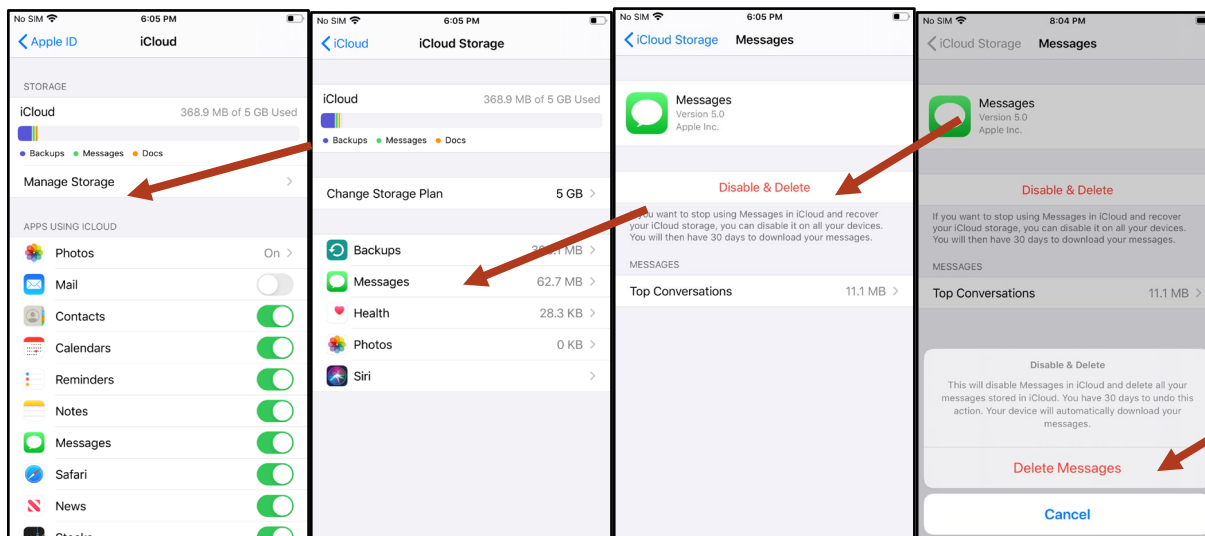 No SIM 6:05 PM
Apple ID iCloud
STORAGE
iCloud 368.9 MB of 5 GB Used
Backups Messages Docs
Manage Storage
APPS USING ICLOUD
Photos On
Mail
Contacts
Calendars
Reminders
Notes
Messages
Safari
News
No SIM 6:05 PM
iCloud iCloud Storage
iCloud 368.9 MB of 5 GB Used
Backups Messages Docs
Change Storage Plan 5 GB
Backups MB
Messages 62.7 MB
Health 28.3 KB
Photos 0 KB
Siri
No SIM 6:05 PM
iCloud Storage Messages
Messages
Version 5.0
Apple Inc.
Disable & Delete
you want to stop using Messages in iCloud and recover
your iCloud storage, you can disable it on all your devices.
You will then have 30 days to download your messages.
MESSAGES
Top Conversations 11.1 MB
No SIM 8:04 PM
iCloud Storage Messages
Messages
Version 5.0
Apple Inc.
Disable & Delete
If you want to stop using Messages in iCloud and recover
your iCloud storage, you can disable it on all your devices.
You will then have 30 days to download your messages.
MESSAGES
Top Conversations 11.1 MB
Disable & Delete
This will disable Messages in iCloud and delete all your
messages stored in iCloud. You have 30 days to undo this
action. Your device will automatically download your
messages.
Delete Messages
Cancel